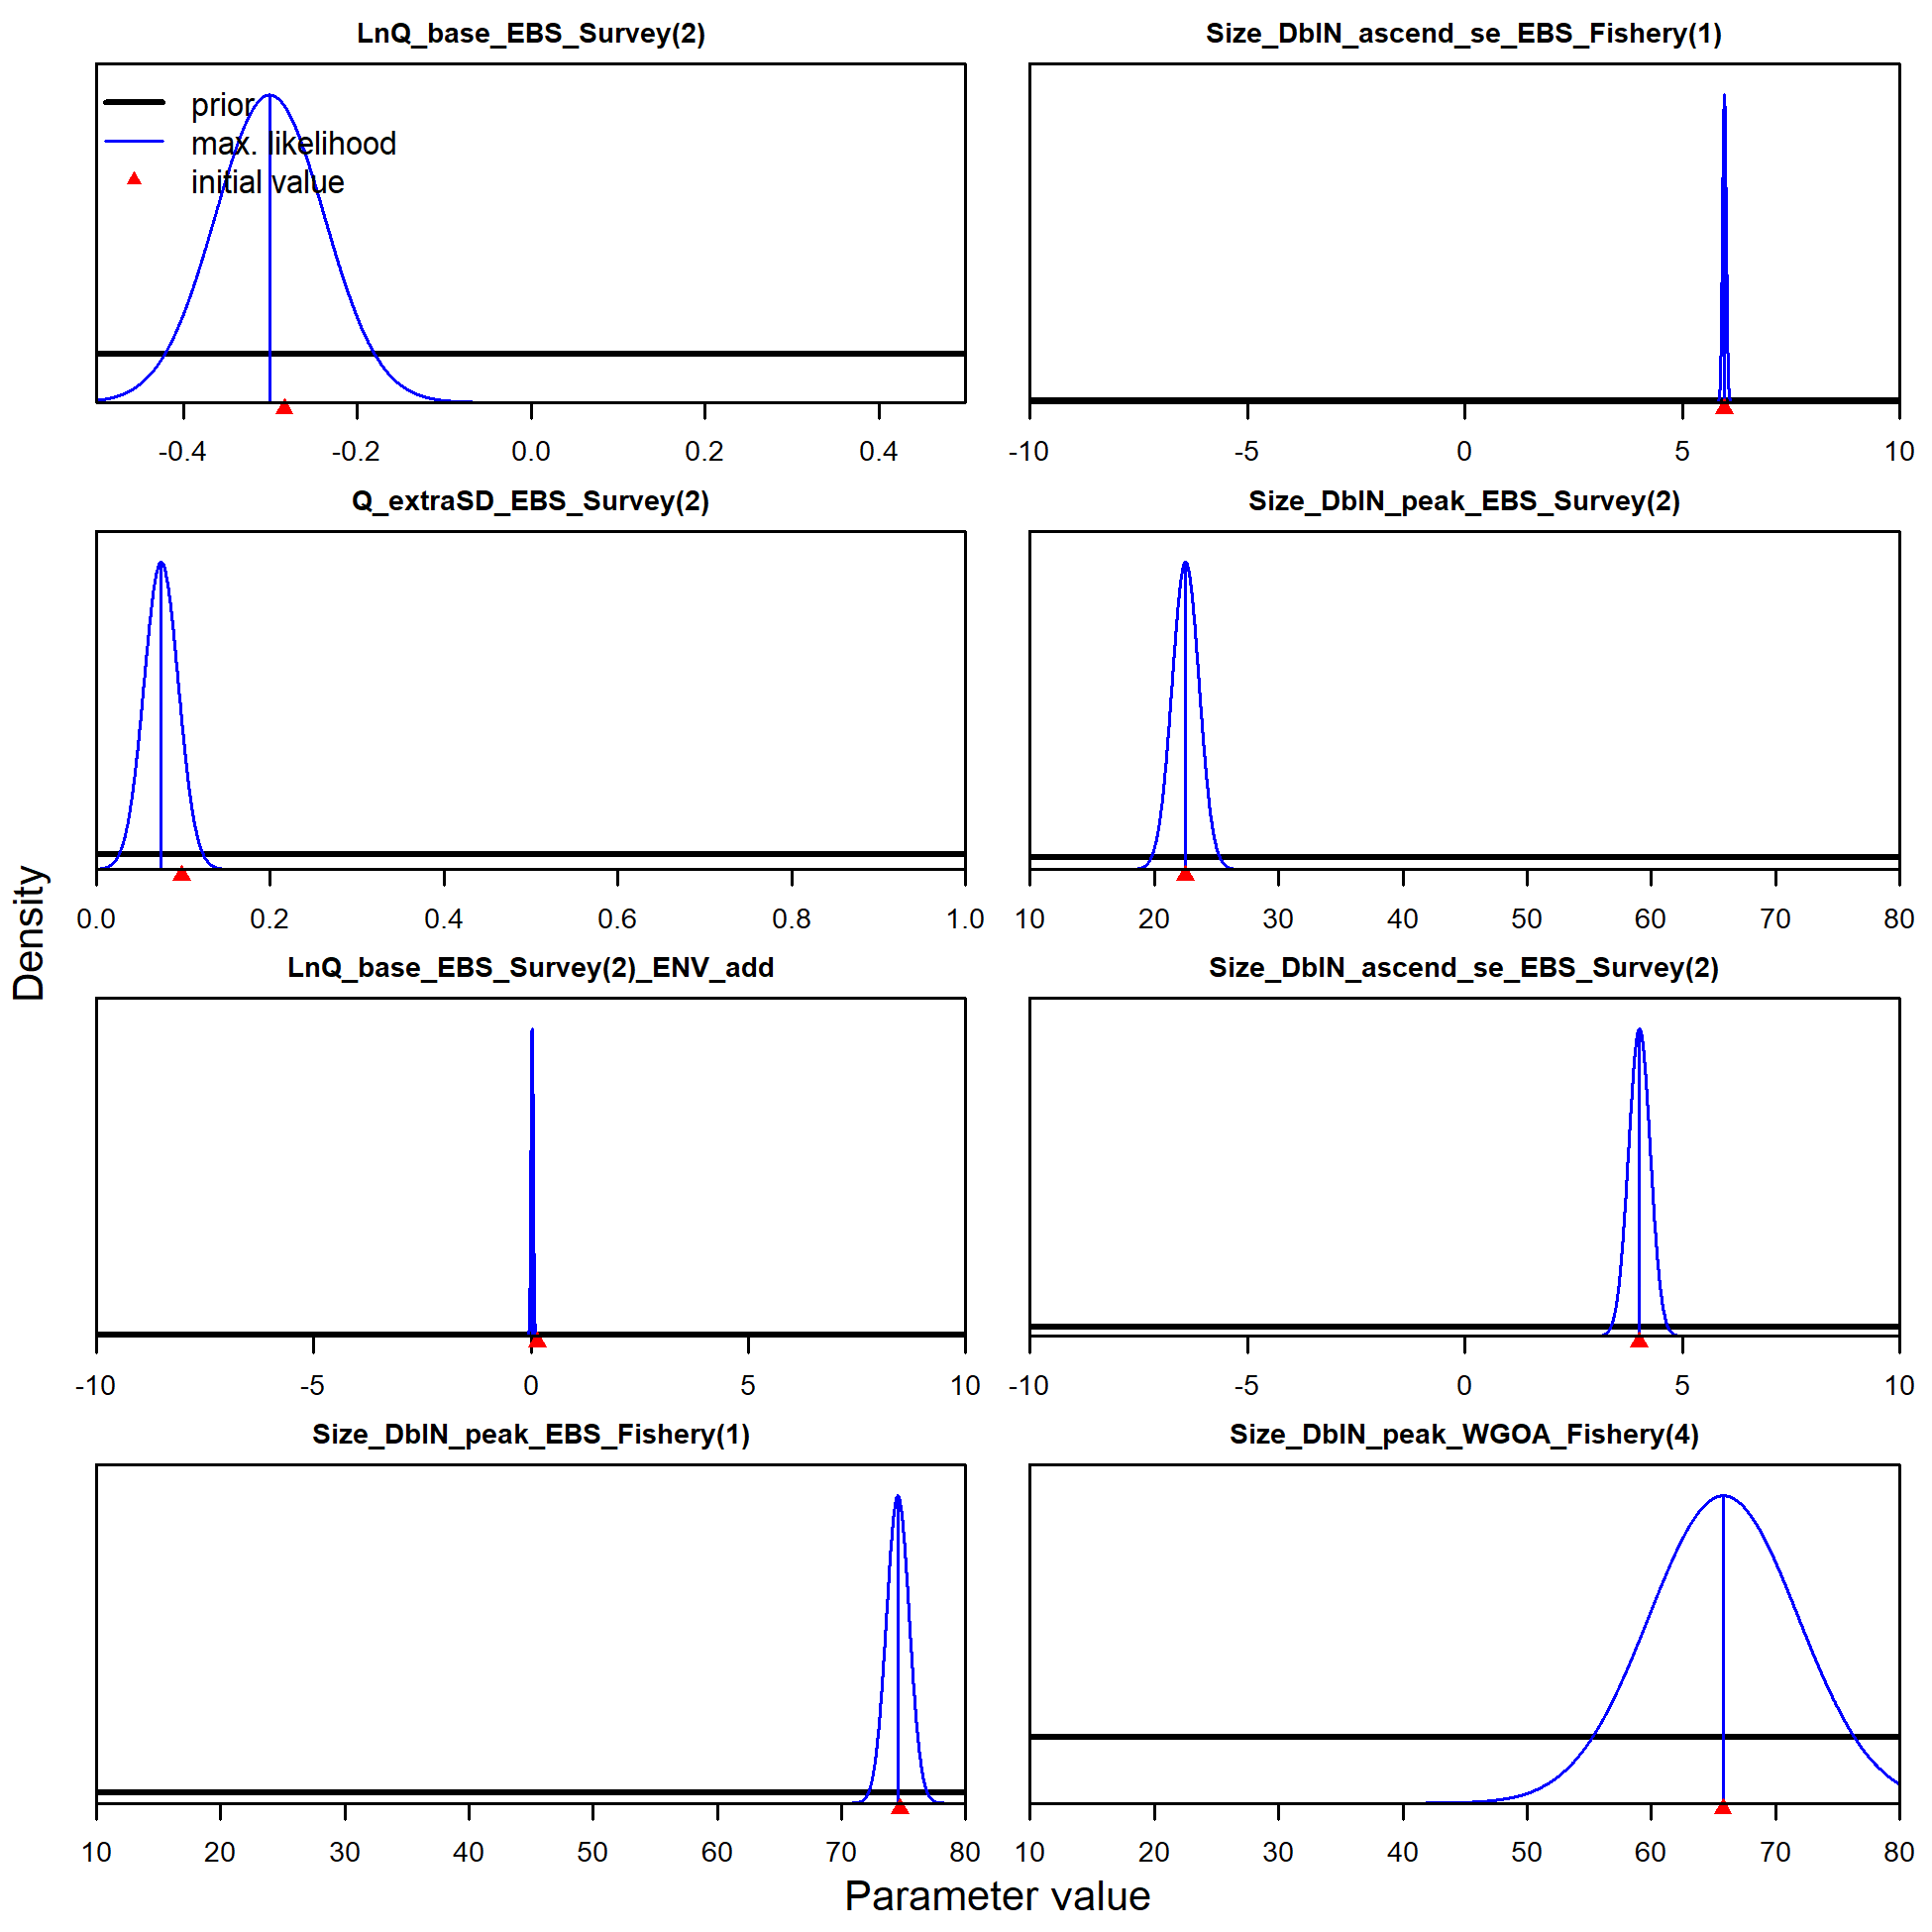 LnQ_base_EBS_Survey(2)
prior
max. likelihood
initial value
-0.4 -0.2 0.0 0.2 0.4
Size_DblN_ascend_se_EBS_Fishery(1)
-10 -5 0 5 10
Q_extraSD_EBS_Survey(2)
0.0 0.2 0.4 0.6 0.8 1.0
Size_DblN_peak_EBS_Survey(2)
10 20 30 40 50 60 70 80
LnQ_base_EBS_Survey(2)_ENV_add
-10 -5 0 5 10
Size_DblN_ascend_se_EBS_Survey(2)
-10 -5 0 5 10
Size_DblN_peak_EBS_Fishery(1)
10 20 30 40 50 60 70 80
Size_DblN_peak_WGOA_Fishery(4)
10 20 30 40 50 60 70 80
Density
Parameter value